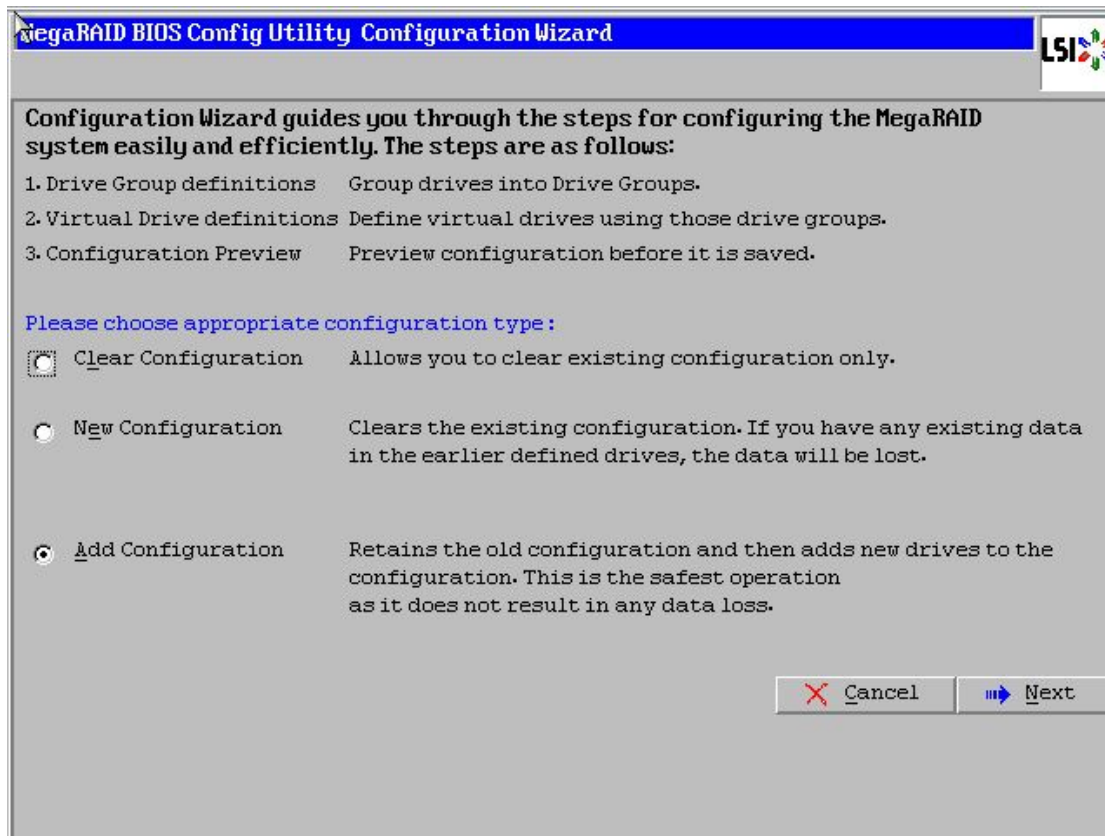 MegaRAID BIOS Config Utility Configuration Wizard
LSI
Configuration Wizard guides you through the steps for configuring the MegaRAID
system easily and efficiently. The steps are as follows:
1. Drive Group definitions Group drives into Drive Groups.
2. Virtual Drive definitions Define virtual drives using those drive groups.
3. Configuration Preview Preview configuration before it is saved.
Please choose appropriate configuration type:
Clear Configuration Allows you to clear existing configuration only.
New Configuration Clears the existing configuration. If you have any existing data
in the earlier defined drives, the data will be lost.
Add Configuration Retains the old configuration and then adds new drives to the
configuration. This is the safest operation
as it does not result in any data loss.
Cancel Next